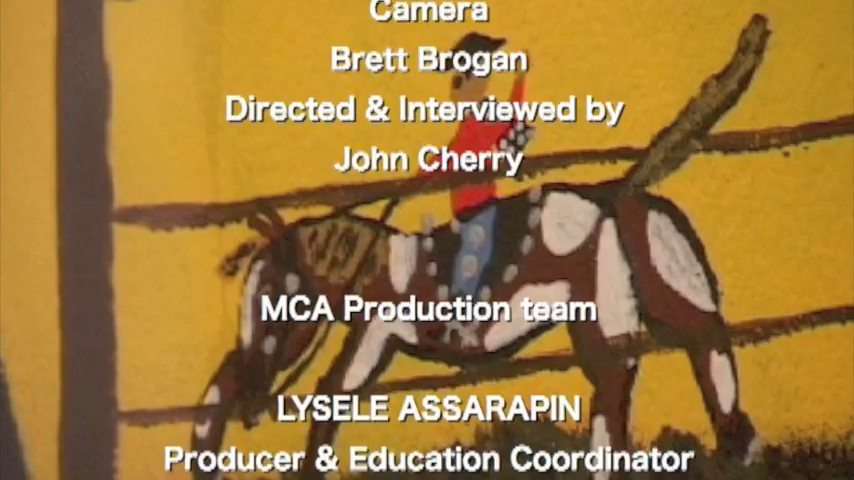 Camera
Brett Brogan
Directed & Interviewed by
John Cherry
MCA Production team
LYSELE ASSARAPIN
Producer & Education Coordinator